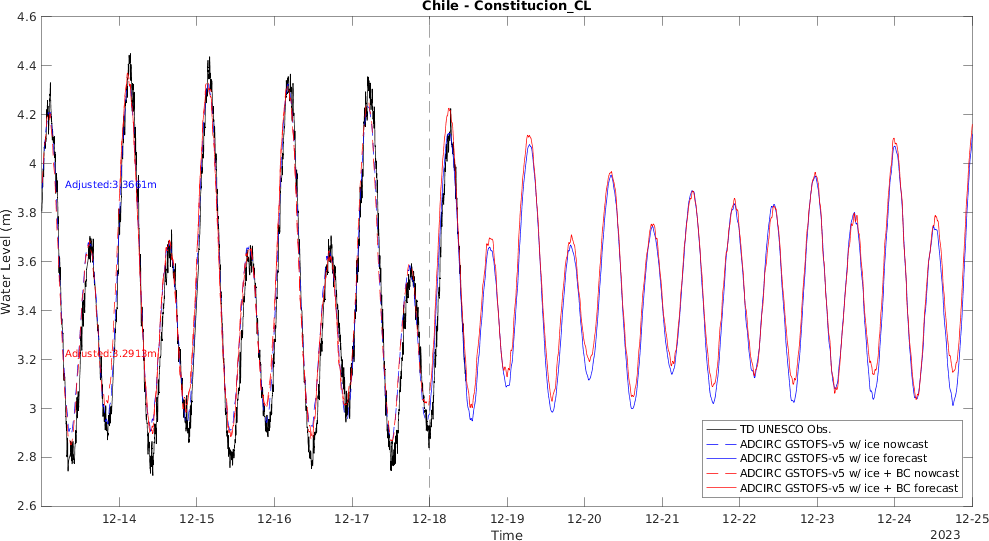 Chile - Constitucion_CL
4.6
4.4
4.2
4
3.8
3.6
3.4
3.2
3
2.8
2.6
Water Level (m)
Adjusted:3.3661m
Adjusted:3.2913m
TD UNESCO Obs.
ADCIRC GSTOFS-v5 w/ ice nowcast
ADCIRC GSTOFS-v5 w/ ice forecast
ADCIRC GSTOFS-v5 w/ ice + BC nowcast
ADCIRC GSTOFS-v5 w/ ice + BC forecast
12-14 12-15 12-16 12-17 12-18 12-19 12-20 12-21 12-22 12-23 12-24 12-25
Time
2023